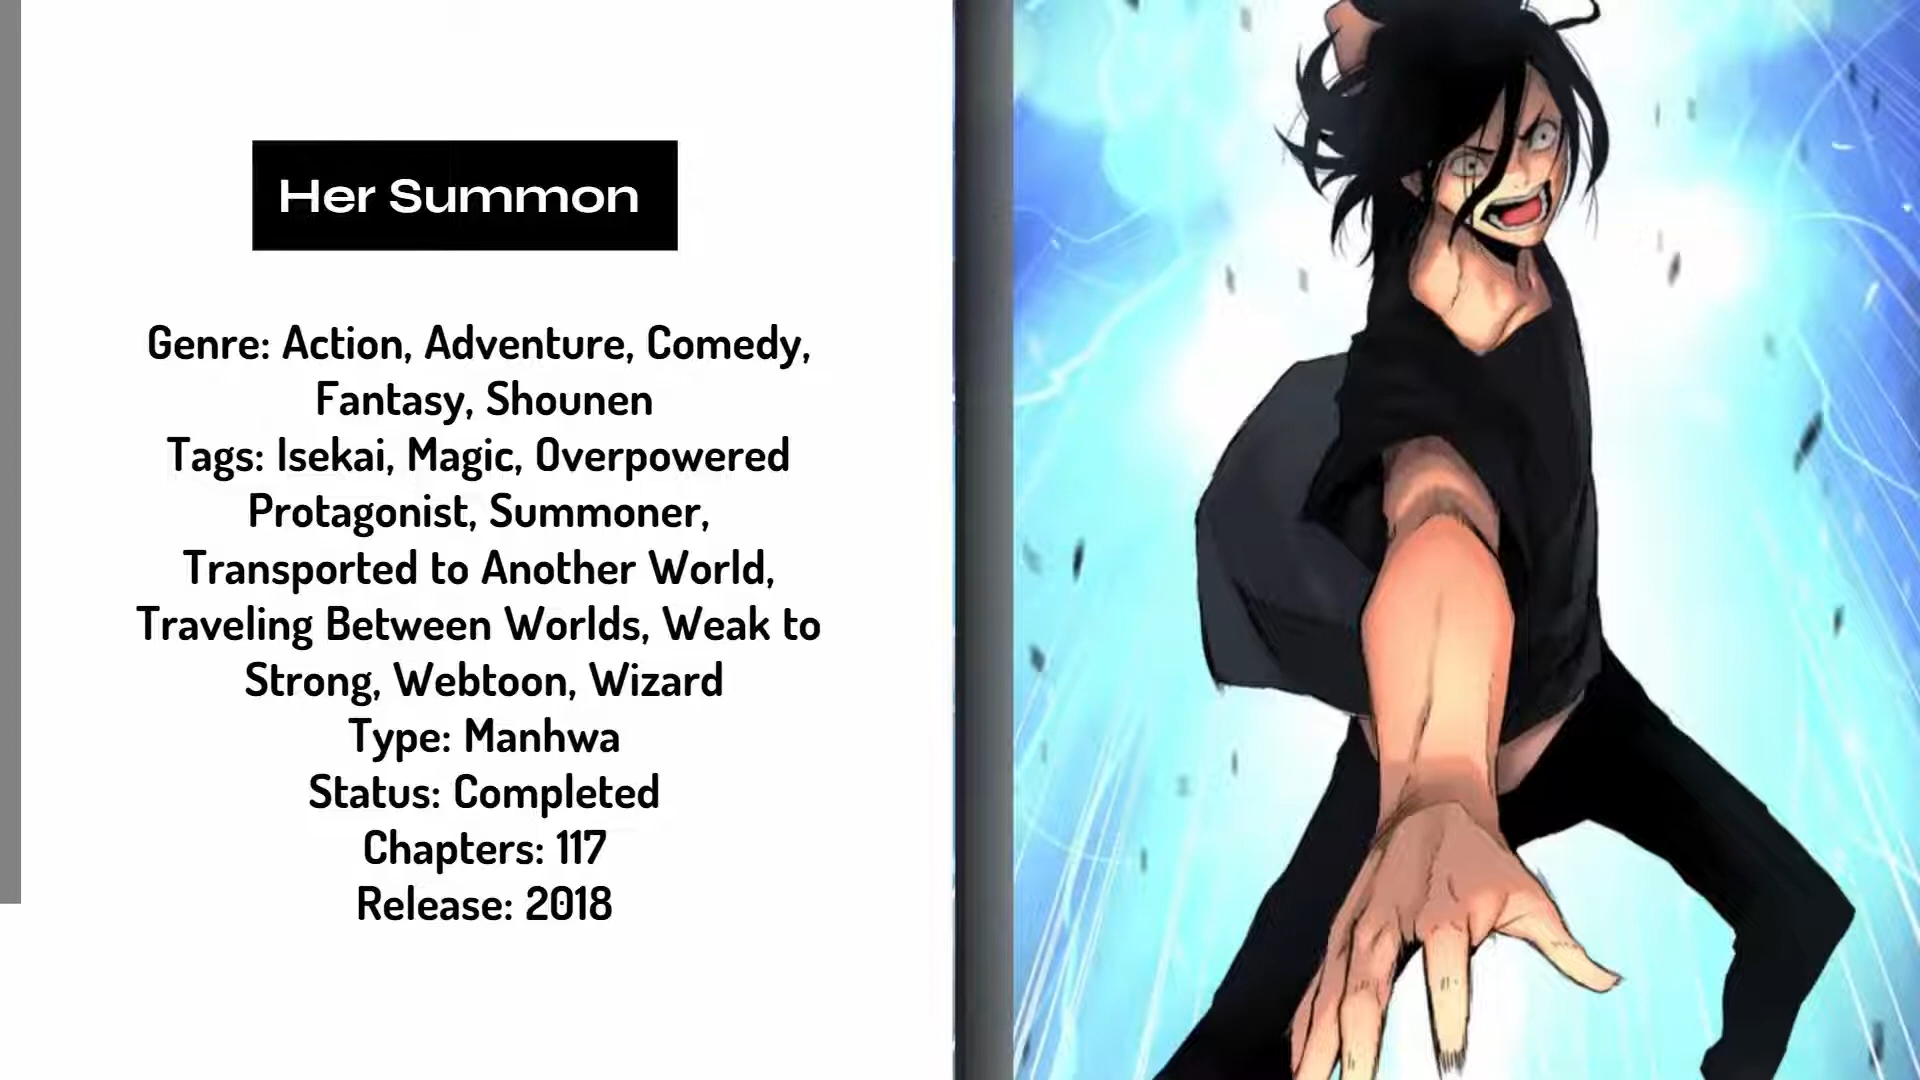 Her Summon
Genre: Action, Adventure, Comedy,
Fantasy, Shounen
Tags: Isekai, Magic, Overpowered
Protagonist, Summoner,
Transported to Another World,
Traveling Between Worlds, Weak to
Strong, Webtoon, Wizard
Type: Manhwa
Status: Completed
Chapters: 117
Release: 2018